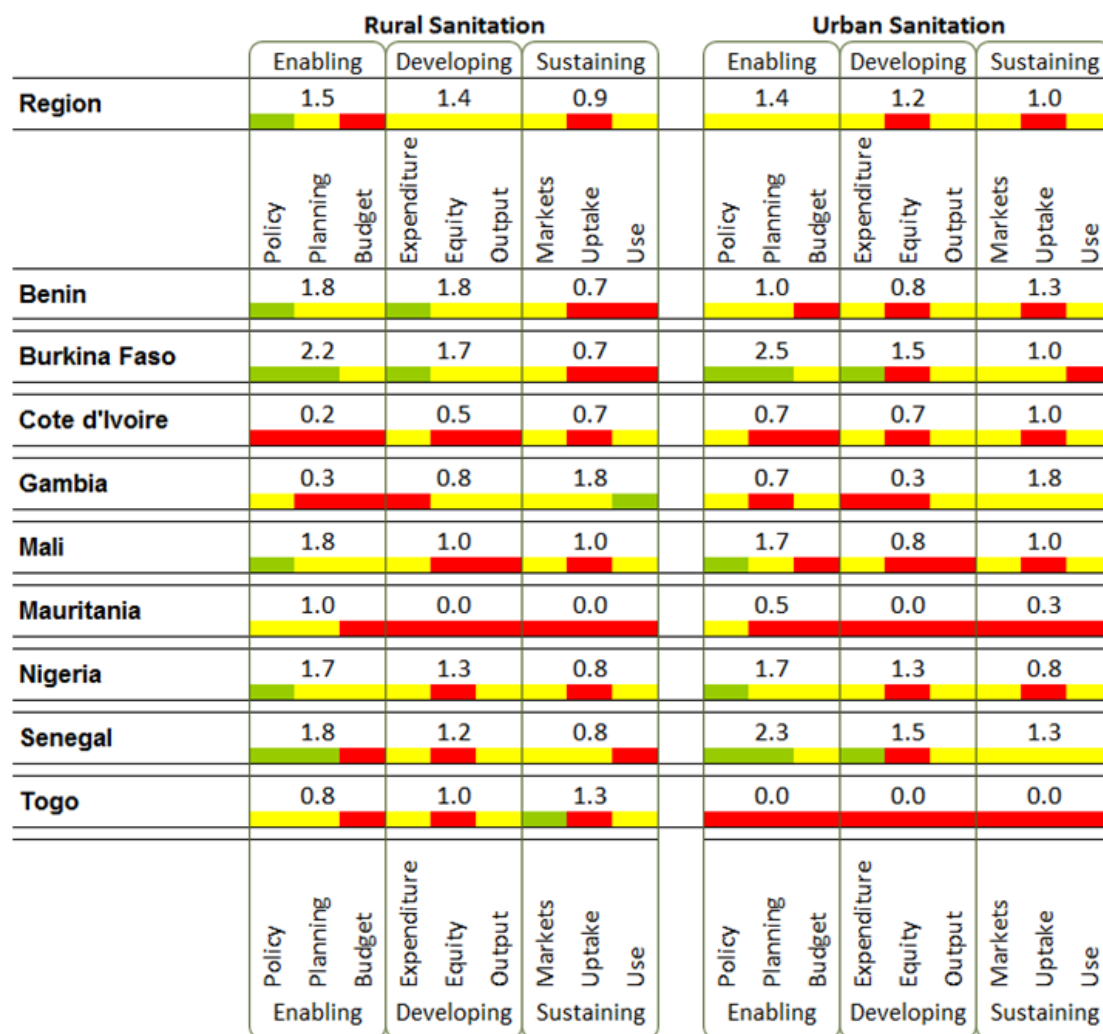 Rural Sanitation Urban Sanitation
Enabling Developing Sustaining Enabling Developing Sustaining
Region 1.5 1.4 0.9 1.4 1.2 1.0
Policy Planning Budget Expenditure Equity Output Markets Uptake Use Policy Planning Budget Expenditure Equity Output Markets Uptake Use
Benin 1.8 1.8 0.7 1.0 0.8 1.3
Burkina Faso 2.2 1.7 0.7 2.5 1.5 1.0
Cote d'Ivoire 0.2 0.5 0.7 0.7 0.7 1.0
Gambia 0.3 0.8 1.8 0.7 0.3 1.8
Mali 1.8 1.0 1.0 1.7 0.8 1.0
Mauritania 1.0 0.0 0.0 0.5 0.0 0.3
Nigeria 1.7 1.3 0.8 1.7 1.3 0.8
Senegal 1.8 1.2 0.8 2.3 1.5 1.3
Togo 0.8 1.0 1.3 0.0 0.0 0.0
Policy Planning Budget Expenditure Equity Output Markets Uptake Use Policy Planning Budget Expenditure Equity Output Markets Uptake Use
Enabling Developing Sustaining Enabling Developing Sustaining